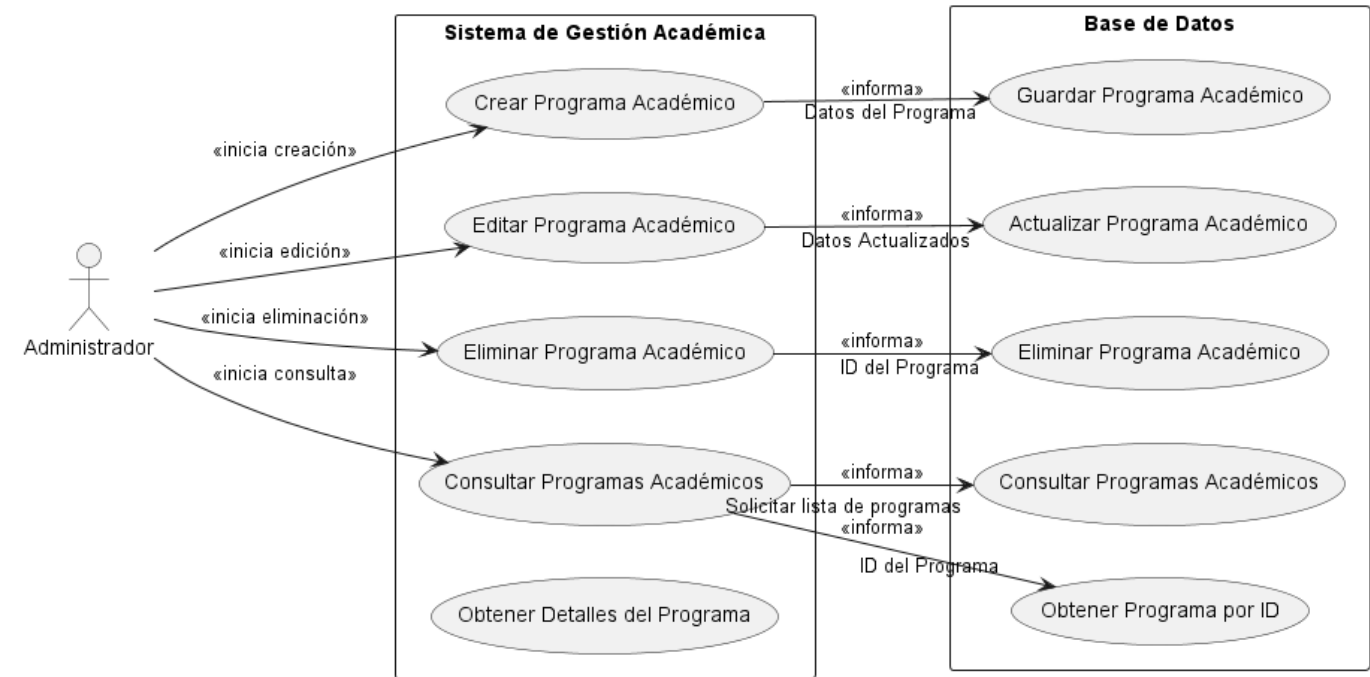 Sistema de Gestión Académica
Base de Datos
Crear Programa Académico
«informa»
Datos del Programa
Guardar Programa Académico
«inicia creación»
Editar Programa Académico
«informa»
Datos Actualizados
Actualizar Programa Académico
«inicia edición»
«inicia eliminación»
Administrador
Eliminar Programa Académico
«informa»
ID del Programa
Eliminar Programa Académico
«inicia consulta»
Consultar Programas Académicos
«informa»
Solicitar lista de programas
Consultar Programas Académicos
«informa»
ID del Programa
Obtener Detalles del Programa
Obtener Programa por ID